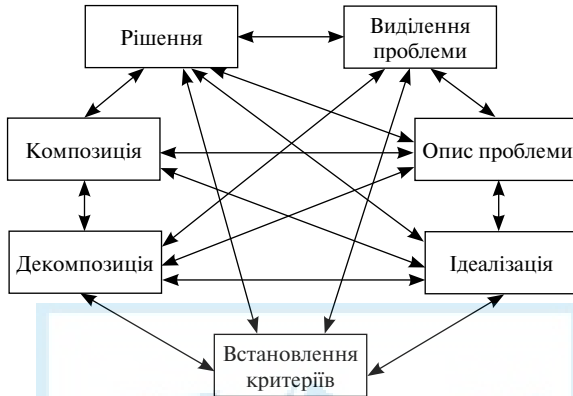 Рішення
Виділення
проблеми
Композиція
Опис проблеми
Декомпозиція
Ідеалізація
Встановлення
критеріїв